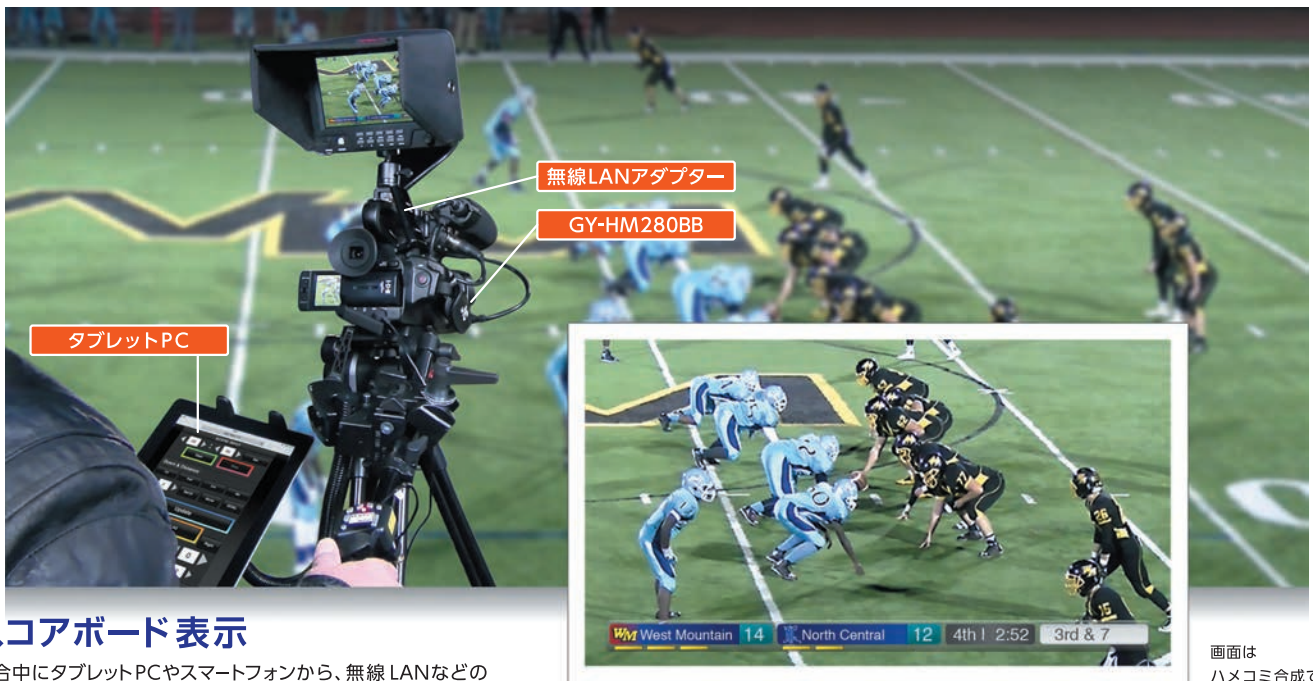 無線LANアダプター
GY-HM280BB
タブレットPC
Update
WM West Mountain 14 North Central 12 4th | 2:52 3rd & 7
コアボード表示
合中にタブレットPCやスマートフォンから、無線LANなどの
画面は
ハメコミ合成で